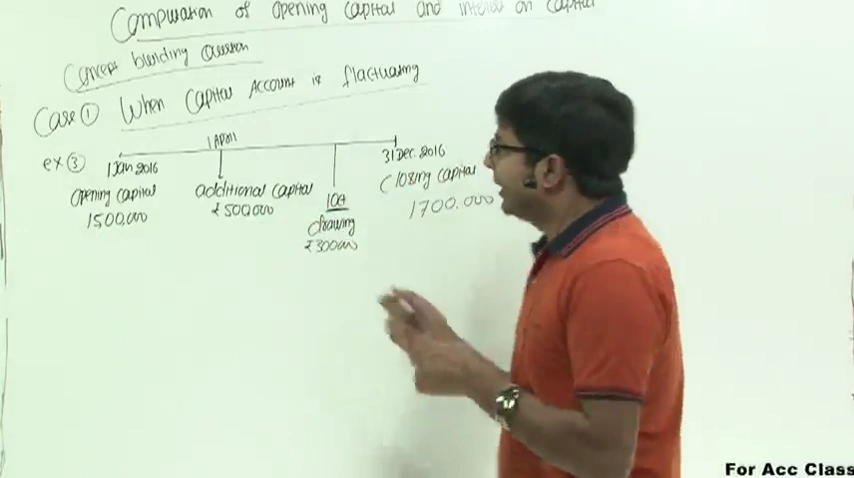 Computation of Opening Capital and interest on Capital
Concept building Question
Case ① When Capital Account is fluctuating
1 April
ex ③ 1 Jan 2016 31 Dec. 2016
Opening Capital additional Capital Closing Capital
1500,000 ₹500,000 1oct 1700,000
drawing
₹300000
For Acc Class